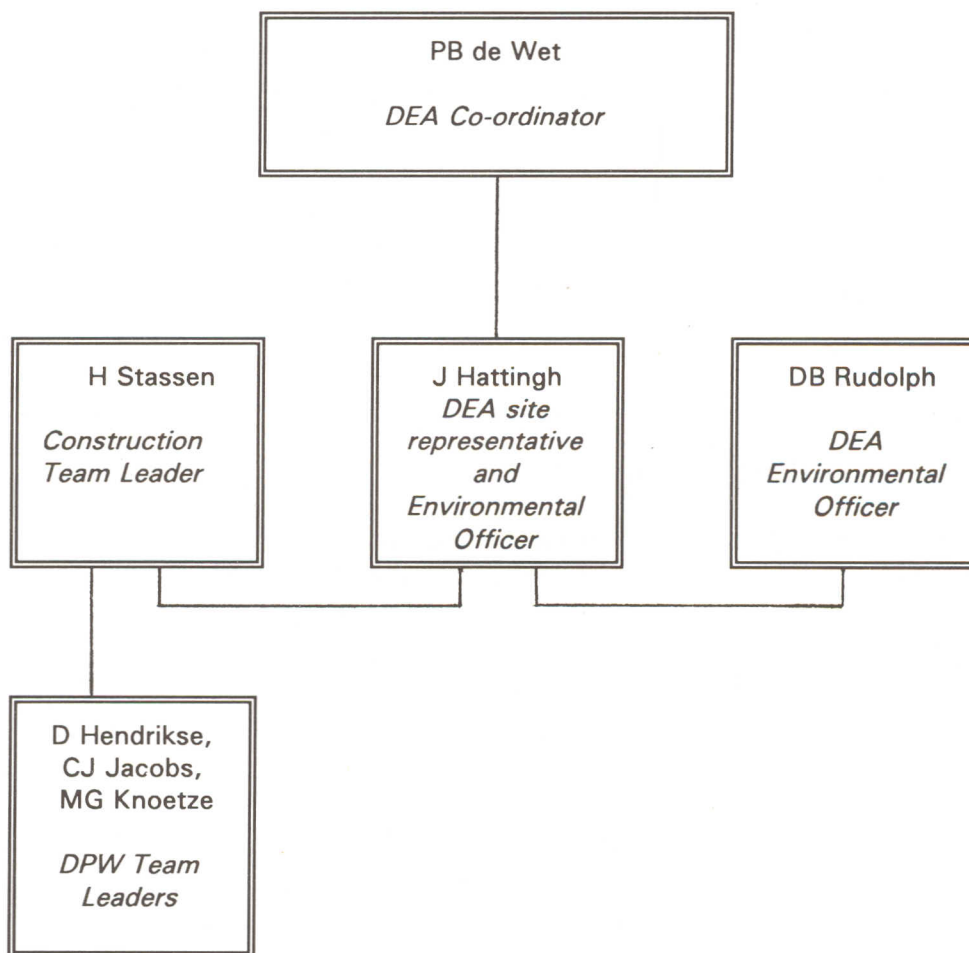 PB de Wet
DEA Co-ordinator
H Stassen
Construction
Team Leader
J Hattingh
DEA site
representative
and
Environmental
Officer
DB Rudolph
DEA
Environmental
Officer
D Hendrikse,
CJ Jacobs,
MG Knoetze
DPW Team
Leaders